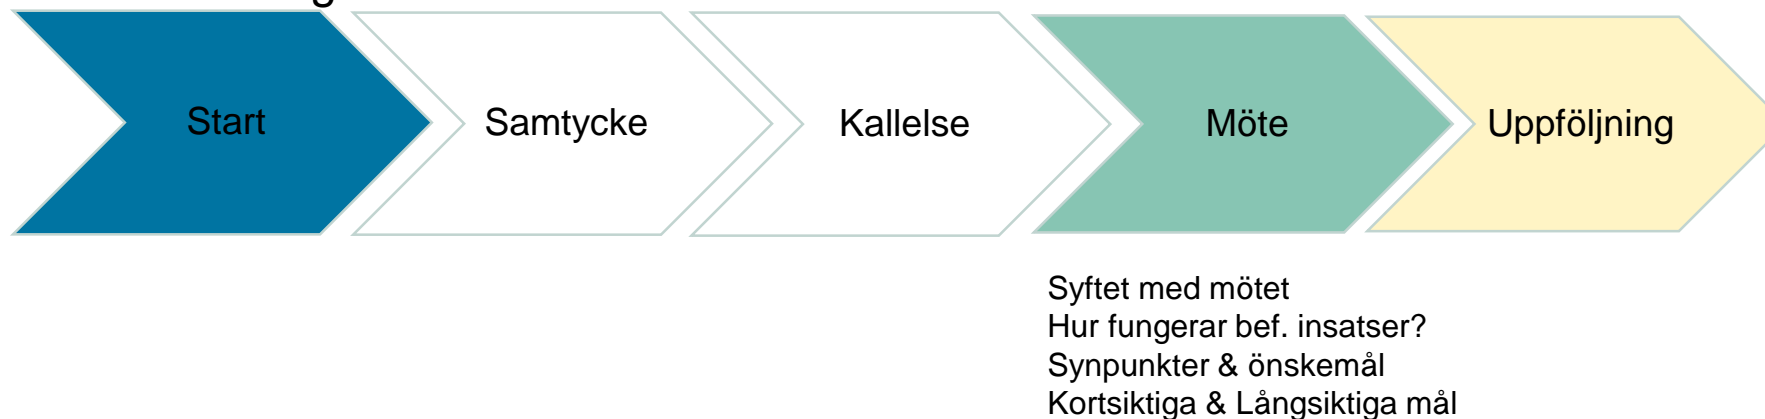 Start
Samtycke
Kallelse
Möte
Uppföljning
Syftet med mötet
Hur fungerar bef. insatser?
Synpunkter & önskemål
Kortsiktiga & Långsiktiga mål